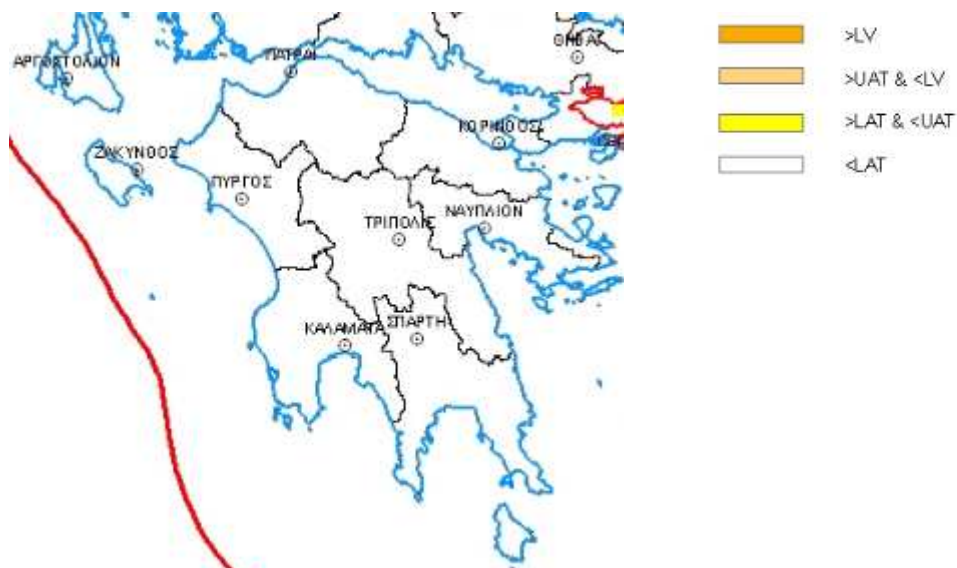 ΘΗΒΑΙ
ΠΑΤΡΑΙ
ΑΡΓΟΣΤΟΛΙΟΝ
ΚΟΡΙΝΘΟΣ
ΖΑΚΥΝΘΟΣ
ΠΥΡΓΟΣ
ΝΑΥΠΛΙΟΝ
ΤΡΙΠΟΛΙΣ
ΚΑΛΑΜΑΤΑ
ΣΠΑΡΤΗ
>LV
>UAT & <LV
>LAT & <UAT
<LAT